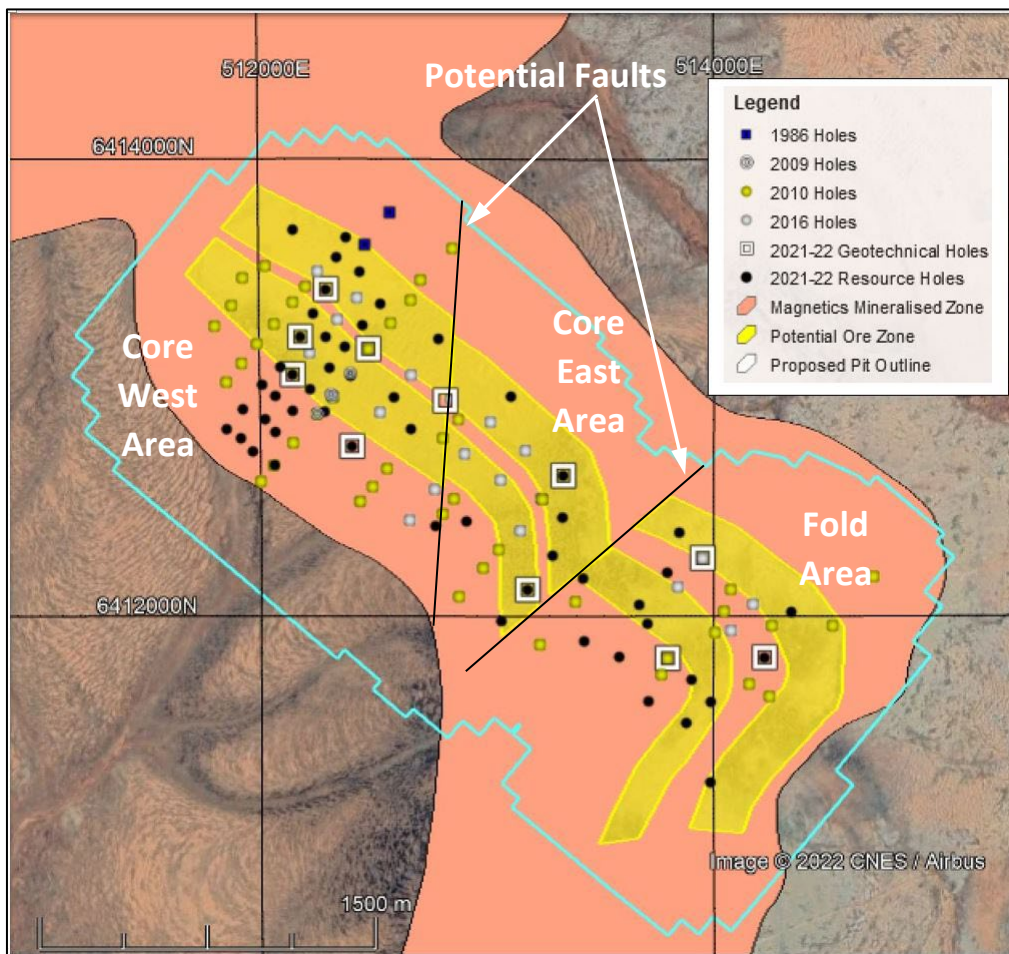 512000E
514000E
Potential Faults
6414000N
Legend
1986 Holes
2009 Holes
2010 Holes
2016 Holes
2021-22 Geotechnical Holes
2021-22 Resource Holes
Magnetics Mineralised Zone
Potential Ore Zone
Proposed Pit Outline
Core
West
Area
Core
East
Area
Fold
Area
6412000N
Image © 2022 CNES / Airbus
1500 m